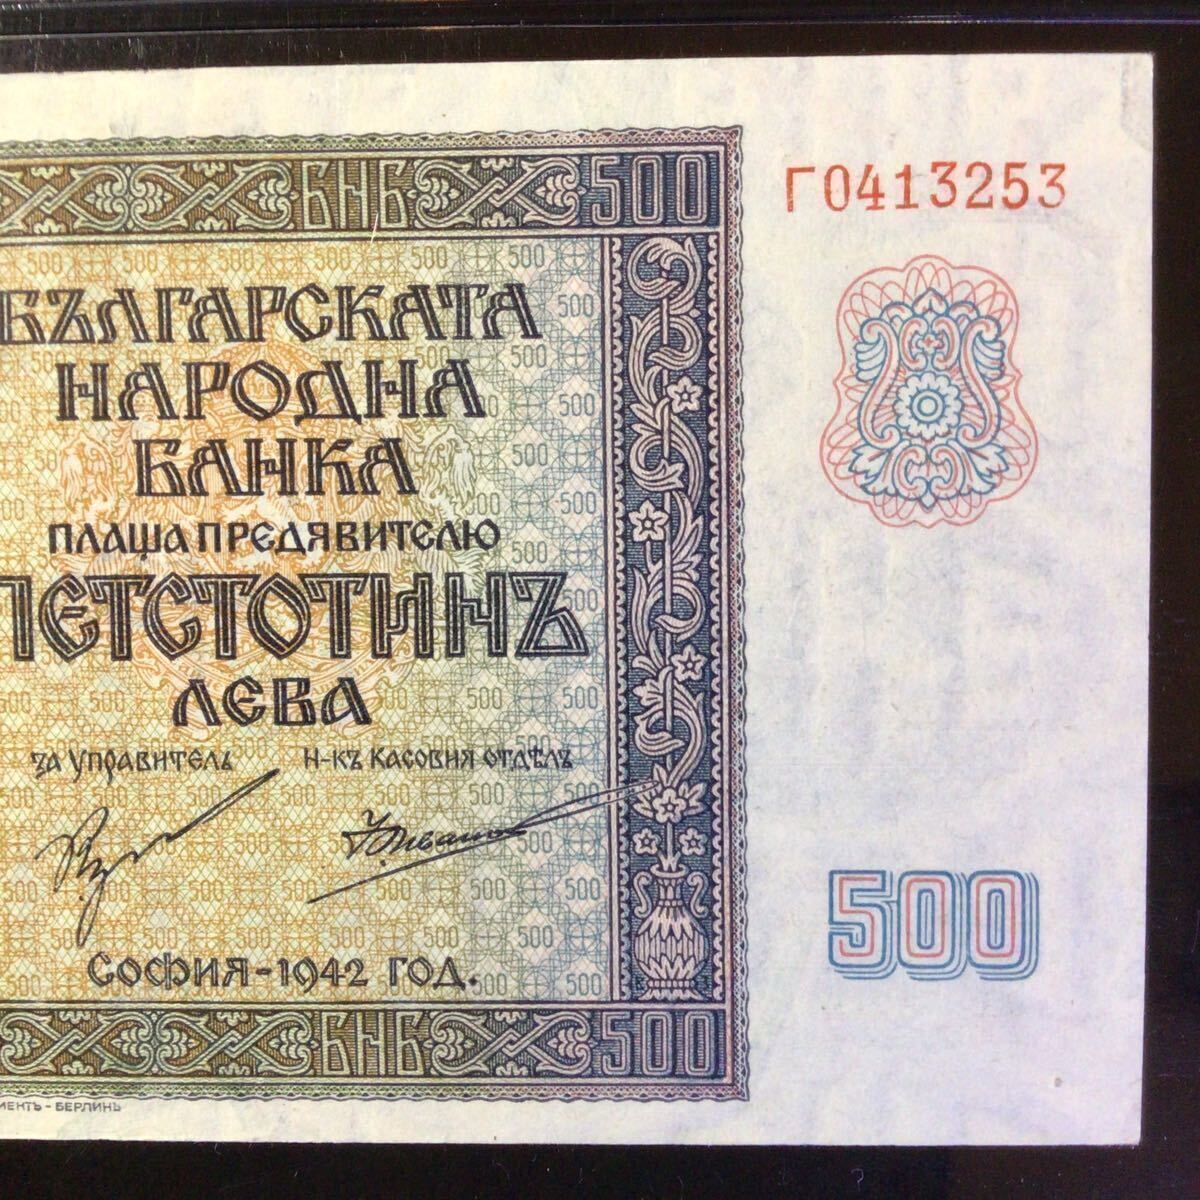 БНБ 500
Г0413253
БЪЛГАРСКАТА
НАРОДНА
БАНКА
ПЛАЩА ПРЕДЯВИТЕЛЮ
ПЕТСТОТИНЪ
ЛЕВА
ЗА УПРАВИТЕЛЬ Н-КЪ КАСОВИЯ ОТДѢЛЪ
500
СОФИЯ-1942 ГОД.
БНБ 500
- БЕРЛИНЬ